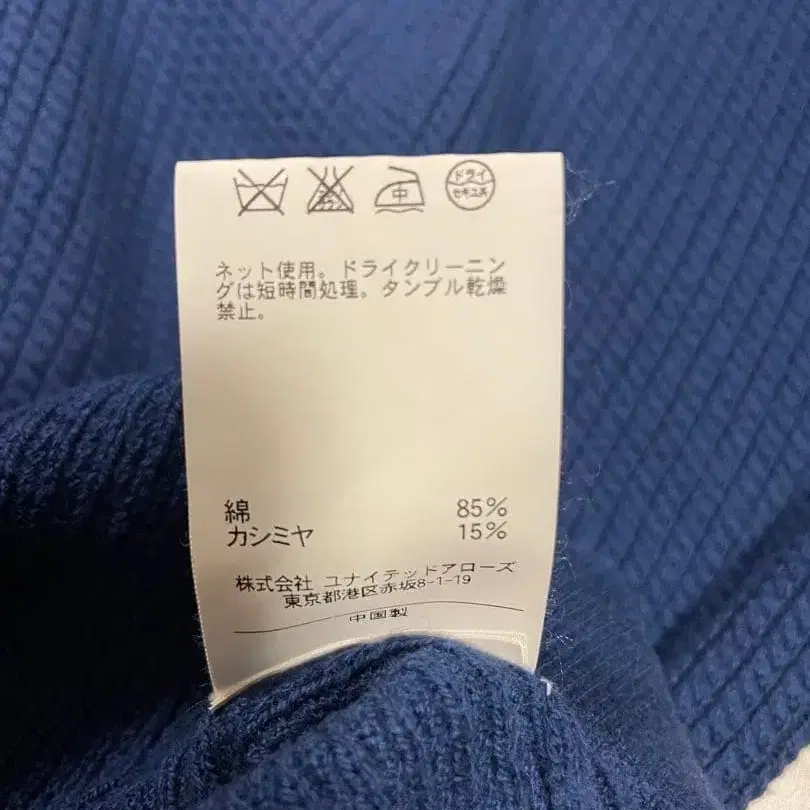 中
ドライ
セキユ系
ネット使用。ドライクリーニン
グは短時間処理。タンブル乾燥
禁止。
綿 85%
カシミヤ 15%
株式会社 ユナイテッドアローズ
東京都港区赤坂8-1-19
中国製